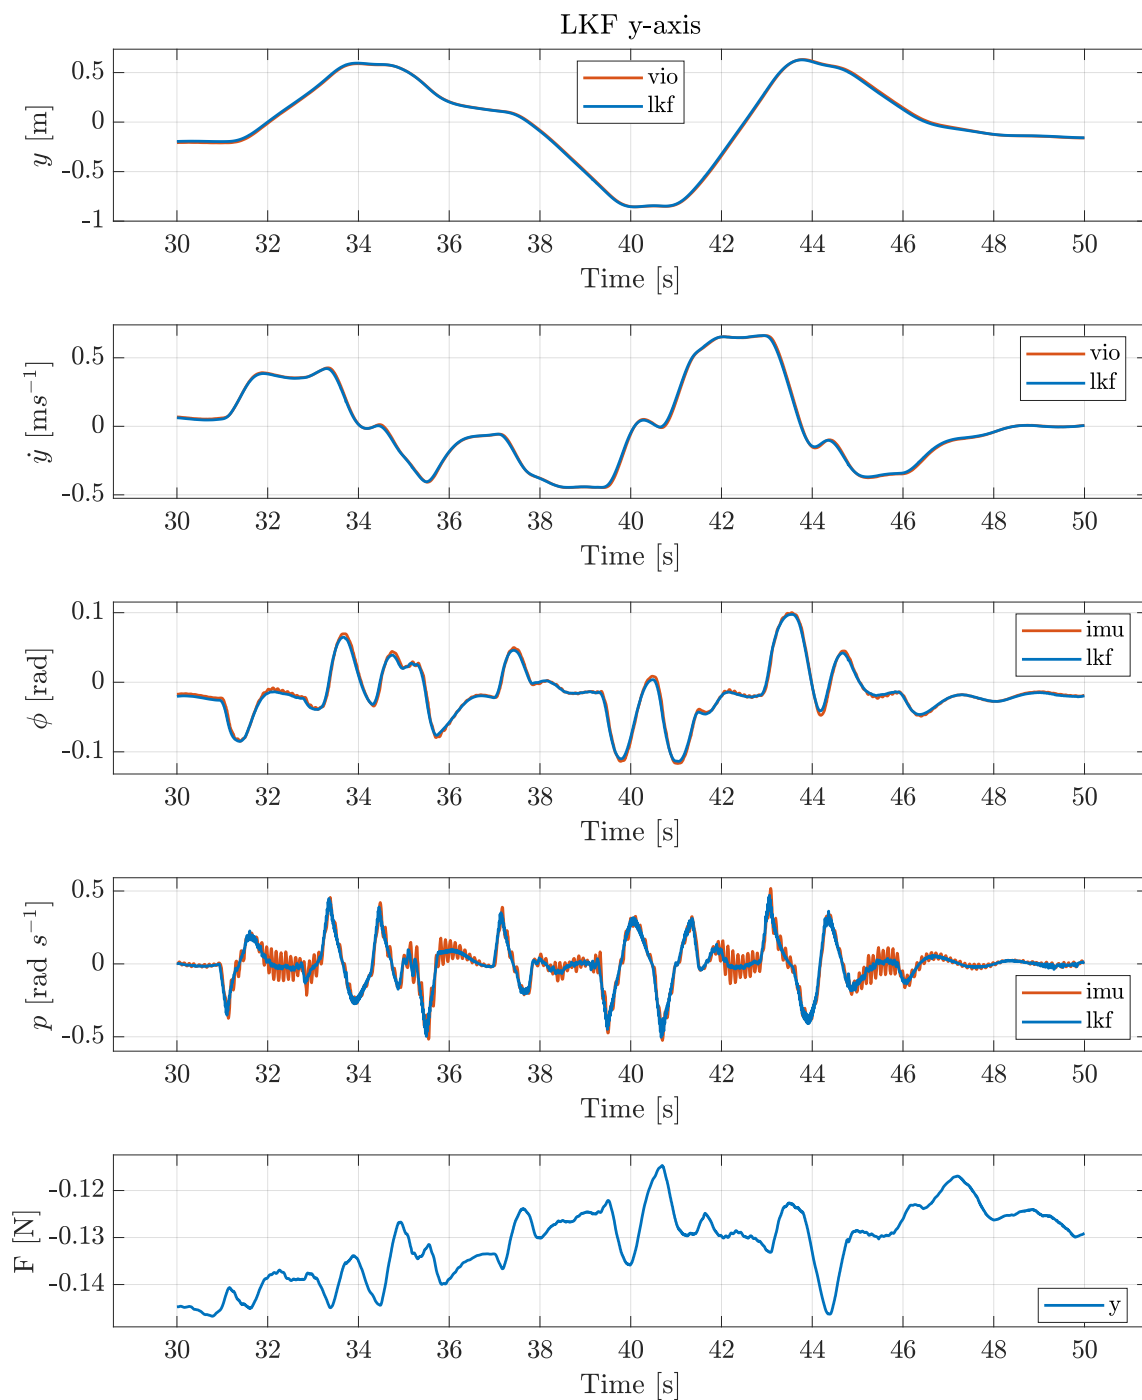 LKF y-axis
y [m]
0.5
0
-0.5
-1
vio
lkf
30 32 34 36 38 40 42 44 46 48 50
Time [s]
ẏ [ms⁻¹]
0.5
0
-0.5
vio
lkf
30 32 34 36 38 40 42 44 46 48 50
Time [s]
ϕ [rad]
0.1
0
-0.1
imu
lkf
30 32 34 36 38 40 42 44 46 48 50
Time [s]
p [rad s⁻¹]
0.5
0
-0.5
imu
lkf
30 32 34 36 38 40 42 44 46 48 50
Time [s]
F [N]
-0.12
-0.13
-0.14
y
30 32 34 36 38 40 42 44 46 48 50
Time [s]